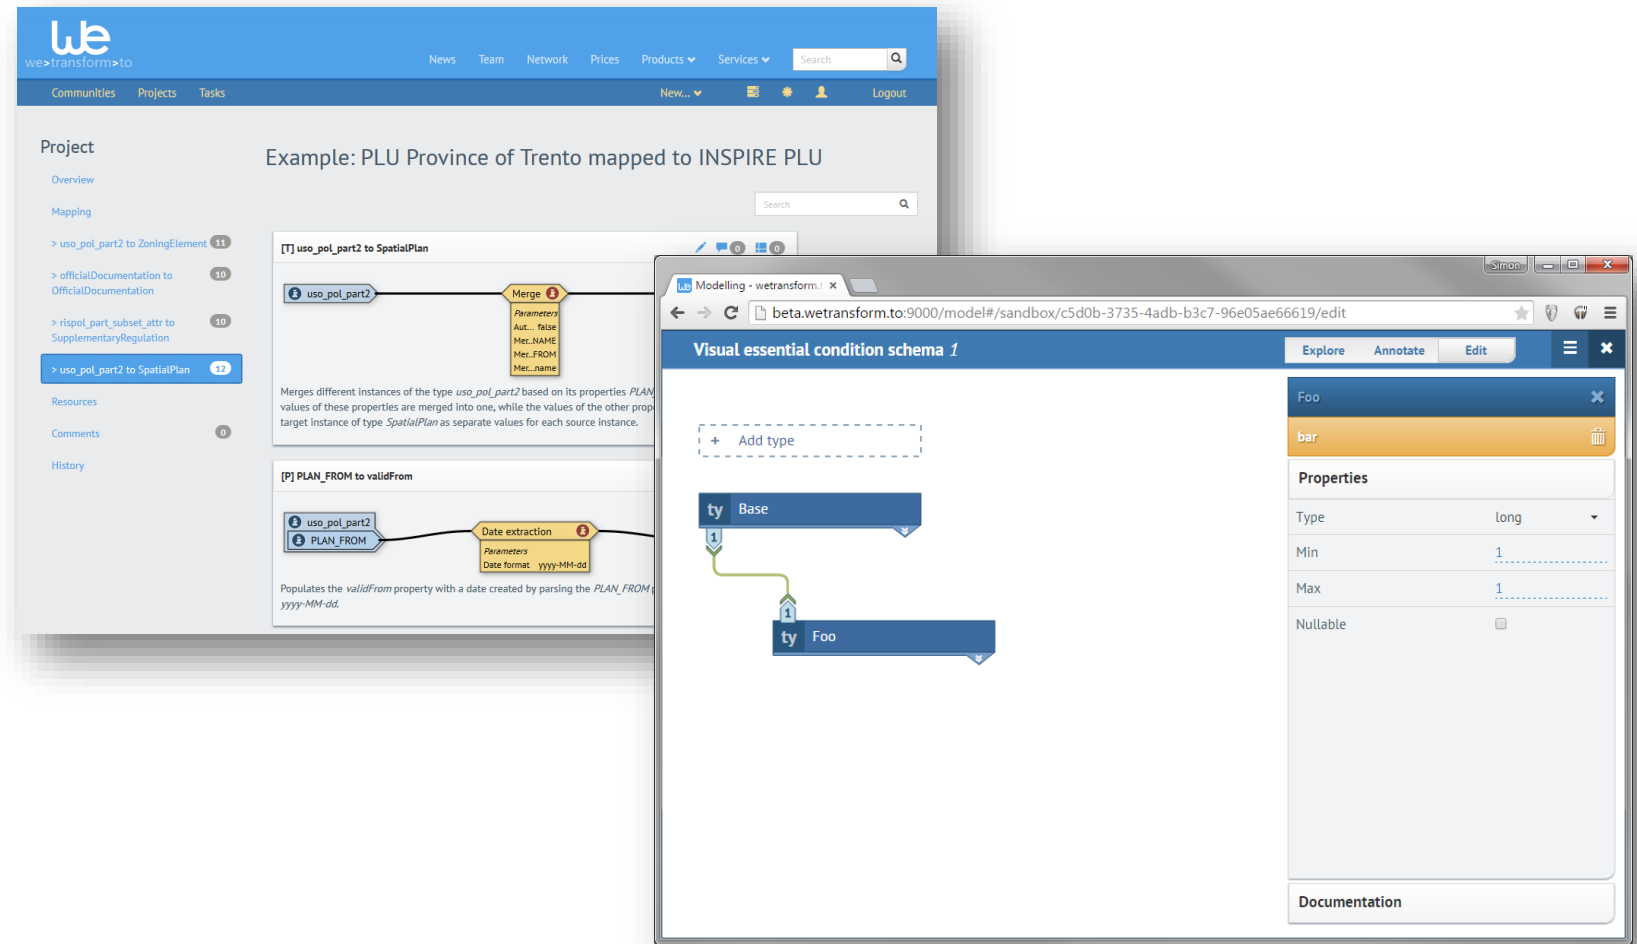 we
we>transform>to
News Team Network Prices Products Services Search
Communities Projects Tasks New... Logout
Project
Overview
Mapping
> uso_pol_part2 to ZoningElement 11
> officialDocumentation to 10
OfficialDocumentation
> rispol_part_subset_attr to 10
SupplementaryRegulation
> uso_pol_part2 to SpatialPlan 12
Resources
Comments 0
History
Example: PLU Province of Trento mapped to INSPIRE PLU
Search
[T] uso_pol_part2 to SpatialPlan 0 0
uso_pol_part2
Merge
Parameters
Aut... false
Mer..NAME
Mer..FROM
Mer...name
Merges different instances of the type uso_pol_part2 based on its properties PLAN_
values of these properties are merged into one, while the values of the other prop
target instance of type SpatialPlan as separate values for each source instance.
[P] PLAN_FROM to validFrom
uso_pol_part2
PLAN_FROM
Date extraction
Parameters
Date format yyyy-MM-dd
Populates the validFrom property with a date created by parsing the PLAN_FROM p
yyyy-MM-dd.
Simon
we Modelling - wetransform.t
beta.wetransform.to:9000/model#/sandbox/c5d0b-3735-4adb-b3c7-96e05ae66619/edit
Visual essential condition schema 1
Explore Annotate Edit
+ Add type
ty Base
1
1
ty Foo
Foo
bar
Properties
Type long
Min 1
Max 1
Nullable
Documentation